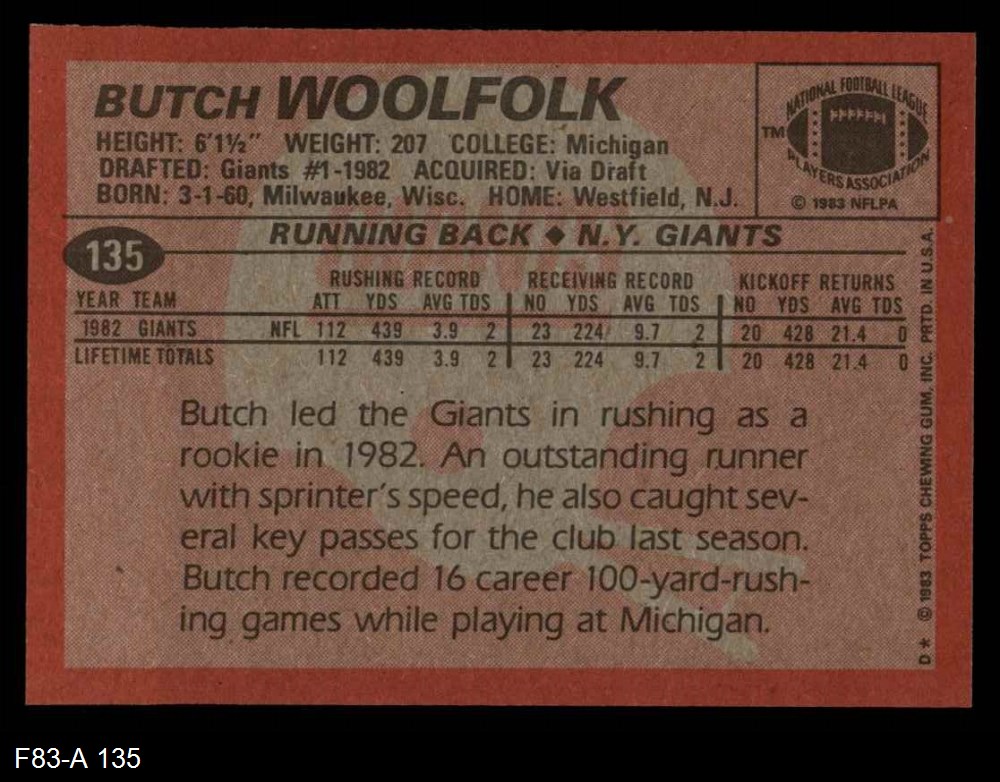 BUTCH WOOLFOLK
HEIGHT: 6'1½" WEIGHT: 207 COLLEGE: Michigan
DRAFTED: Giants #1-1982 ACQUIRED: Via Draft
BORN: 3-1-60, Milwaukee, Wisc. HOME: Westfield, N.J.
NATIONAL FOOTBALL LEAGUE
TM
PLAYERS ASSOCIATION
© 1983 NFLPA
135
RUNNING BACK ◆ N.Y. GIANTS
RUSHING RECORD RECEIVING RECORD KICKOFF RETURNS
YEAR TEAM ATT YDS AVG TDS NO YDS AVG TDS NO YDS AVG TDS
1982 GIANTS NFL 112 439 3.9 2 23 224 9.7 2 20 428 21.4 0
LIFETIME TOTALS 112 439 3.9 2 23 224 9.7 2 20 428 21.4 0
Butch led the Giants in rushing as a
rookie in 1982. An outstanding runner
with sprinter's speed, he also caught sev-
eral key passes for the club last season.
Butch recorded 16 career 100-yard-rush-
ing games while playing at Michigan.
D* © 1983 TOPPS CHEWING GUM, INC. PRTD. IN U.S.A.
F83-A 135